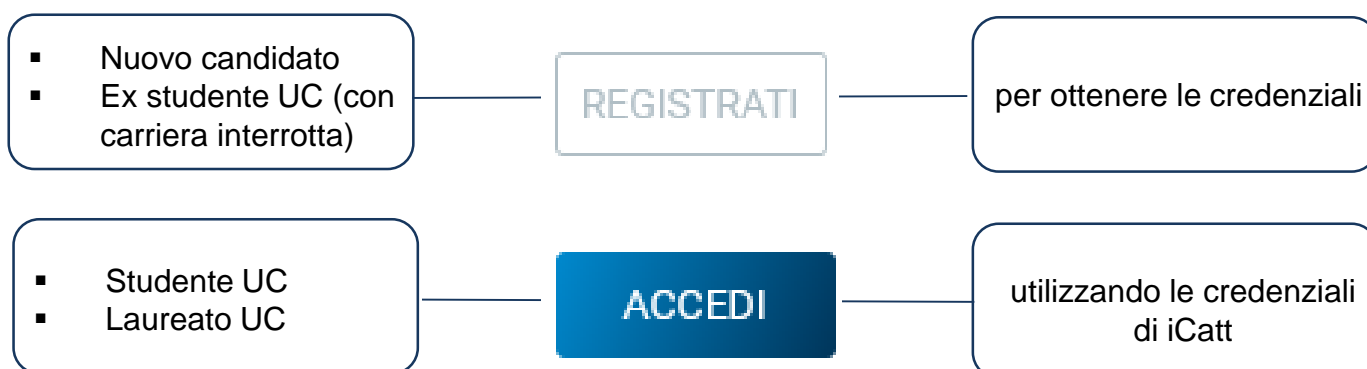 ▪ Nuovo candidato
▪ Ex studente UC (con
carriera interrotta)
REGISTRATI
per ottenere le credenziali
▪ Studente UC
▪ Laureato UC
ACCEDI
utilizzando le credenziali
di iCatt